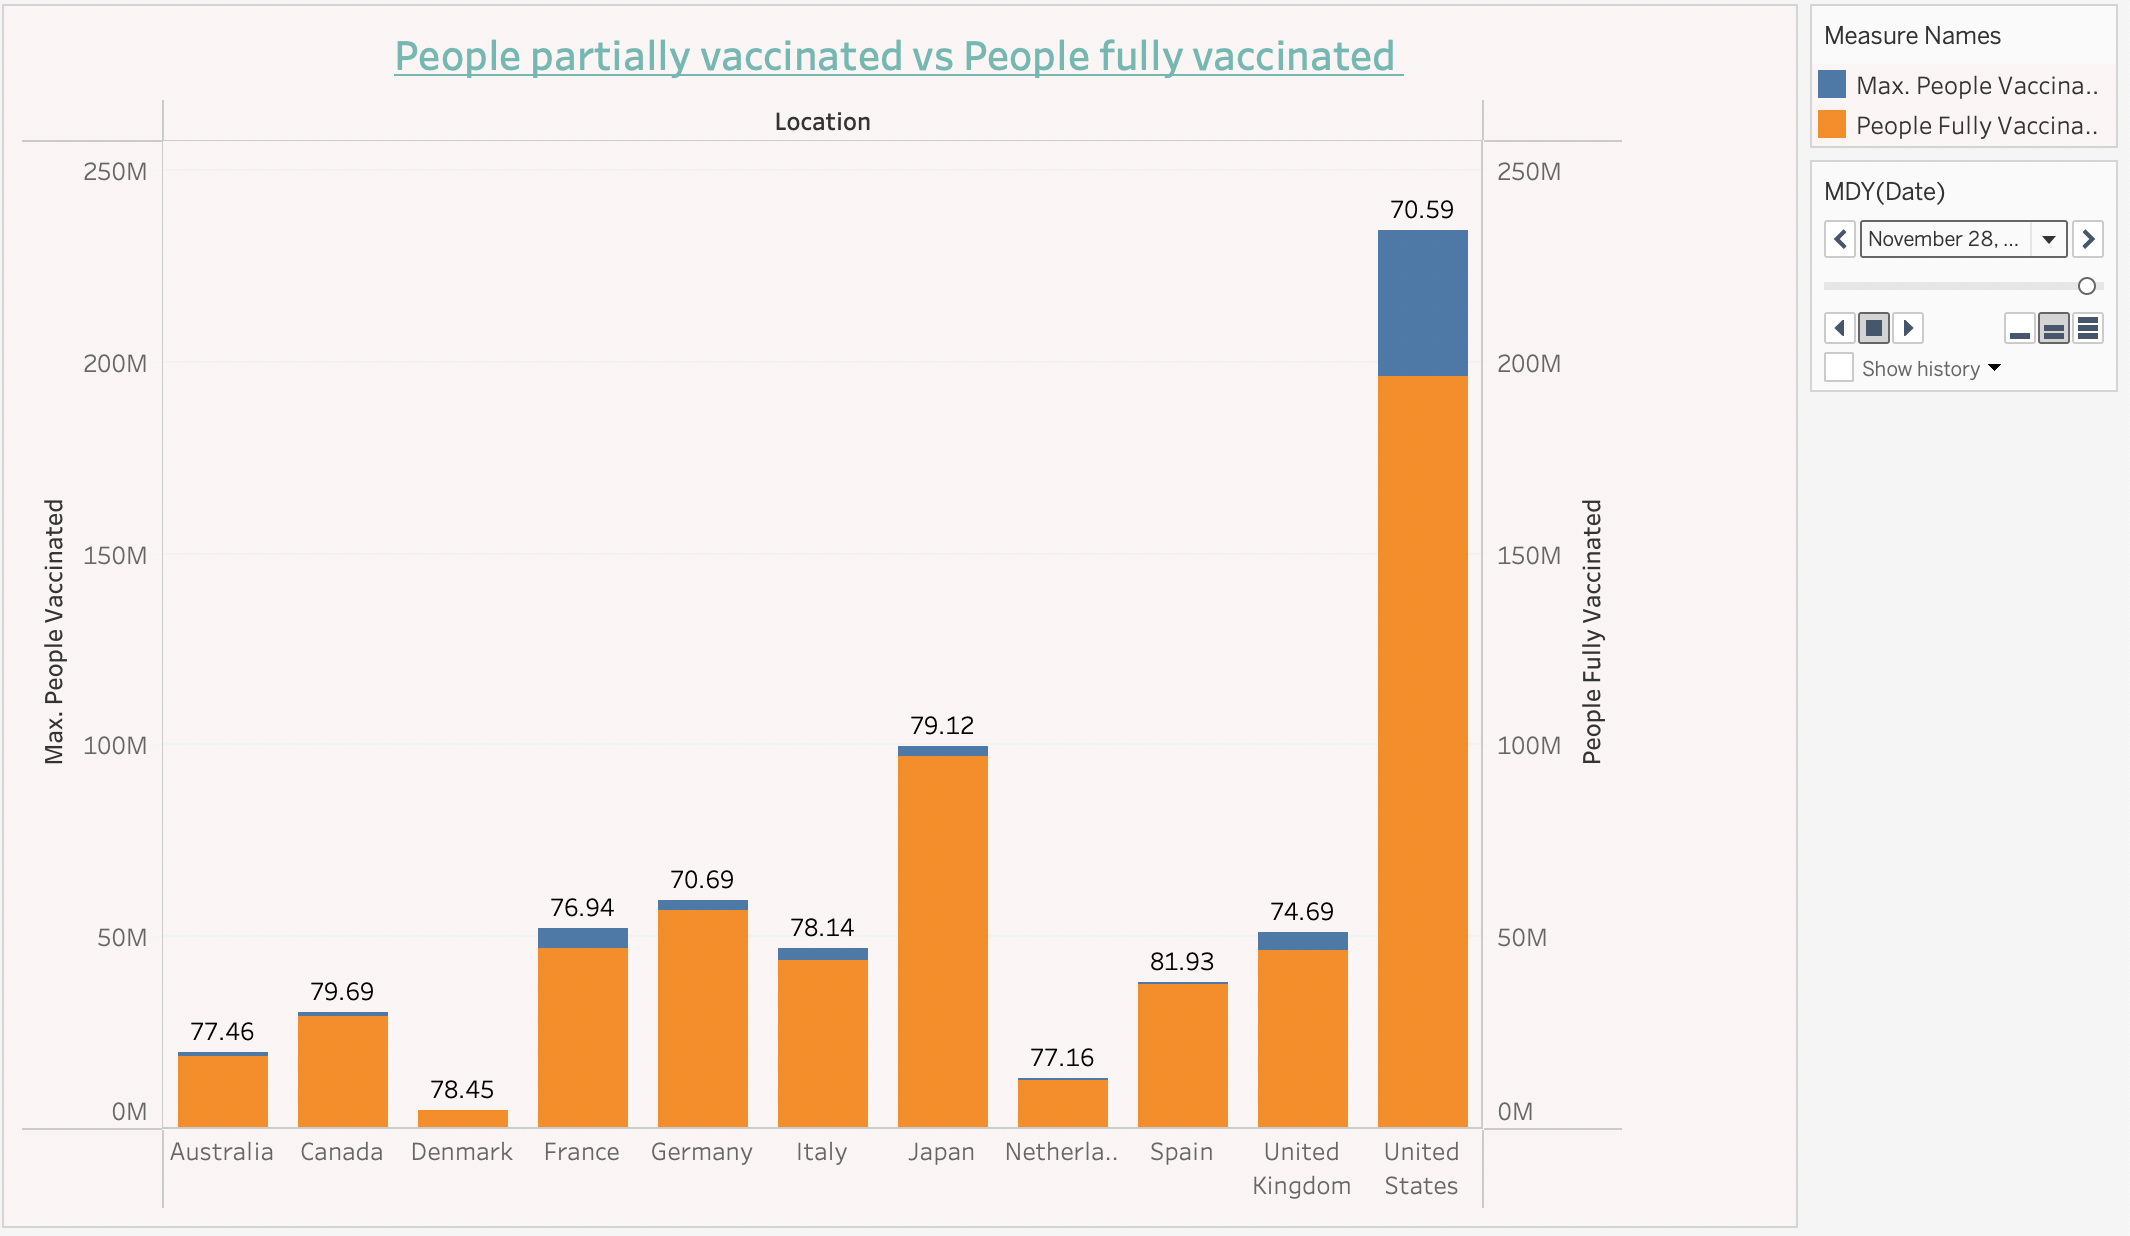 People partially vaccinated vs People fully vaccinated
Location
Max. People Vaccinated
250M
200M
150M
100M
50M
0M
77.46
79.69
78.45
76.94
70.69
78.14
79.12
77.16
81.93
74.69
70.59
250M
200M
150M
100M
50M
0M
People Fully Vaccinated
Australia
Canada
Denmark
France
Germany
Italy
Japan
Netherla..
Spain
United
Kingdom
United
States
Measure Names
Max. People Vaccina..
People Fully Vaccina..
MDY(Date)
November 28, ...
Show history